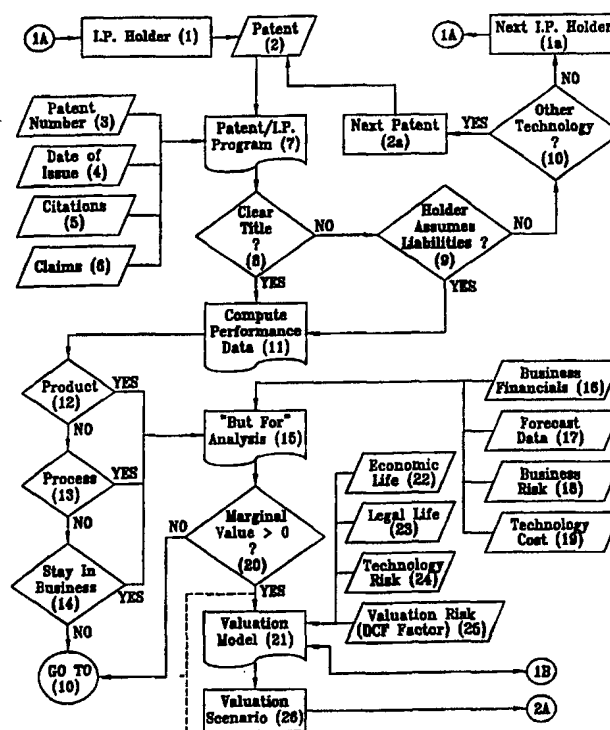 1A
I.P. Holder (1)
Patent
(2)
1A
Next I.P. Holder
(1a)
NO
Patent
Number (3)
Patent/I.P.
Program (7)
Next Patent
(2a)
YES
Other
Technology
?
(10)
Date of
Issue (4)
Citations
(5)
Claims (6)
Clear
Title
?
(8)
NO
Holder
Assumes
Liabilities ?
(9)
NO
YES
YES
Compute
Performance
Data (11)
Product
(12)
YES
NO
"But For"
Analysis (15)
Business
Financials (16)
Forecast
Data (17)
Business
Risk (18)
Technology
Cost (19)
Process
(13)
YES
NO
Economic
Life (22)
Legal Life
(23)
Technology
Risk (24)
Valuation Risk
(DCF Factor) (25)
NO
Marginal
Value > 0
?
(20)
YES
Stay In
Business
(14)
YES
NO
GO TO
(10)
Valuation
Model (21)
1B
Valuation
Scenario (26)
2A